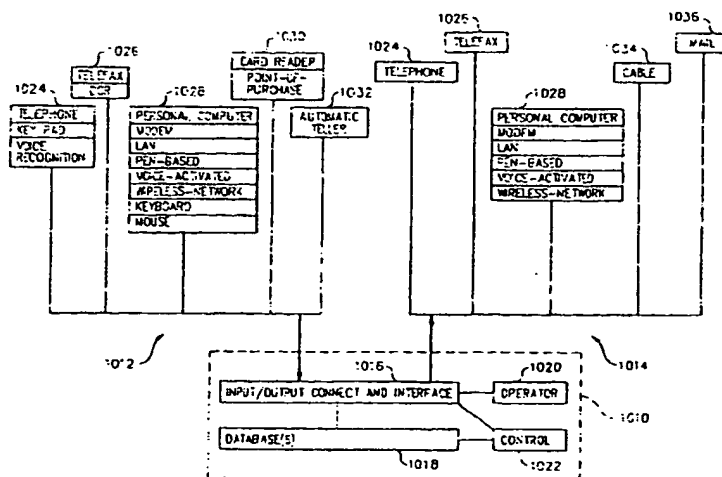 1024
TELEPHONE
KEY PAD
VOICE
RECOGNITION
1026
TELEFAX
OCR
1028
PERSONAL COMPUTER
MODEM
LAN
PEN-BASED
VOICE-ACTIVATED
WIRELESS-NETWORK
KEYBOARD
MOUSE
1030
CARD READER
POINT-OF-
PURCHASE
1032
AUTOMATIC
TELLER
1024
TELEPHONE
1026
TELEFAX
1028
PERSONAL COMPUTER
MODEM
LAN
PEN-BASED
VOICE-ACTIVATED
WIRELESS-NETWORK
1034
CABLE
1036
MAIL
1012
1014
1016
INPUT/OUTPUT CONNECT AND INTERFACE
1020
OPERATOR
1010
DATABASE(S)
1018
CONTROL
1022